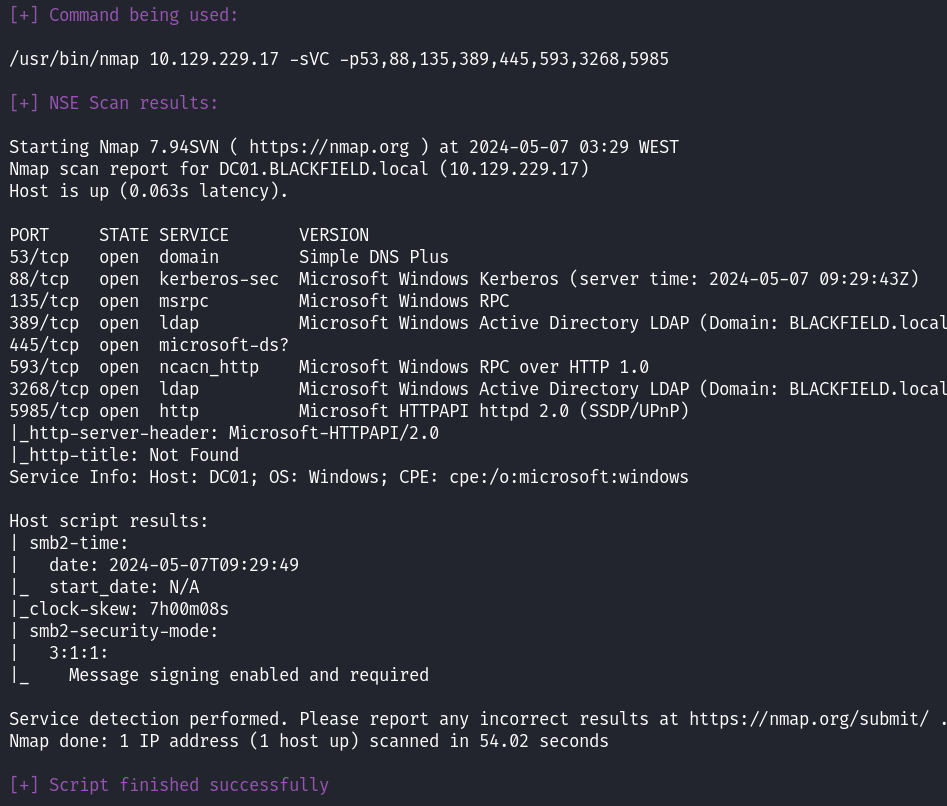 [+] Command being used:
/usr/bin/nmap 10.129.229.17 -sVC -p53,88,135,389,445,593,3268,5985
[+] NSE Scan results:
Starting Nmap 7.94SVN ( https://nmap.org ) at 2024-05-07 03:29 WEST
Nmap scan report for DC01.BLACKFIELD.local (10.129.229.17)
Host is up (0.063s latency).
PORT     STATE SERVICE       VERSION
53/tcp   open  domain        Simple DNS Plus
88/tcp   open  kerberos-sec  Microsoft Windows Kerberos (server time: 2024-05-07 09:29:43Z)
135/tcp  open  msrpc         Microsoft Windows RPC
389/tcp  open  ldap          Microsoft Windows Active Directory LDAP (Domain: BLACKFIELD.local
445/tcp  open  microsoft-ds?
593/tcp  open  ncacn_http    Microsoft Windows RPC over HTTP 1.0
3268/tcp open  ldap          Microsoft Windows Active Directory LDAP (Domain: BLACKFIELD.local
5985/tcp open  http          Microsoft HTTPAPI httpd 2.0 (SSDP/UPnP)
|_http-server-header: Microsoft-HTTPAPI/2.0
|_http-title: Not Found
Service Info: Host: DC01; OS: Windows; CPE: cpe:/o:microsoft:windows
Host script results:
| smb2-time:
|   date: 2024-05-07T09:29:49
|_  start_date: N/A
|_clock-skew: 7h00m08s
| smb2-security-mode:
|   3:1:1:
|_    Message signing enabled and required
Service detection performed. Please report any incorrect results at https://nmap.org/submit/ .
Nmap done: 1 IP address (1 host up) scanned in 54.02 seconds
[+] Script finished successfully